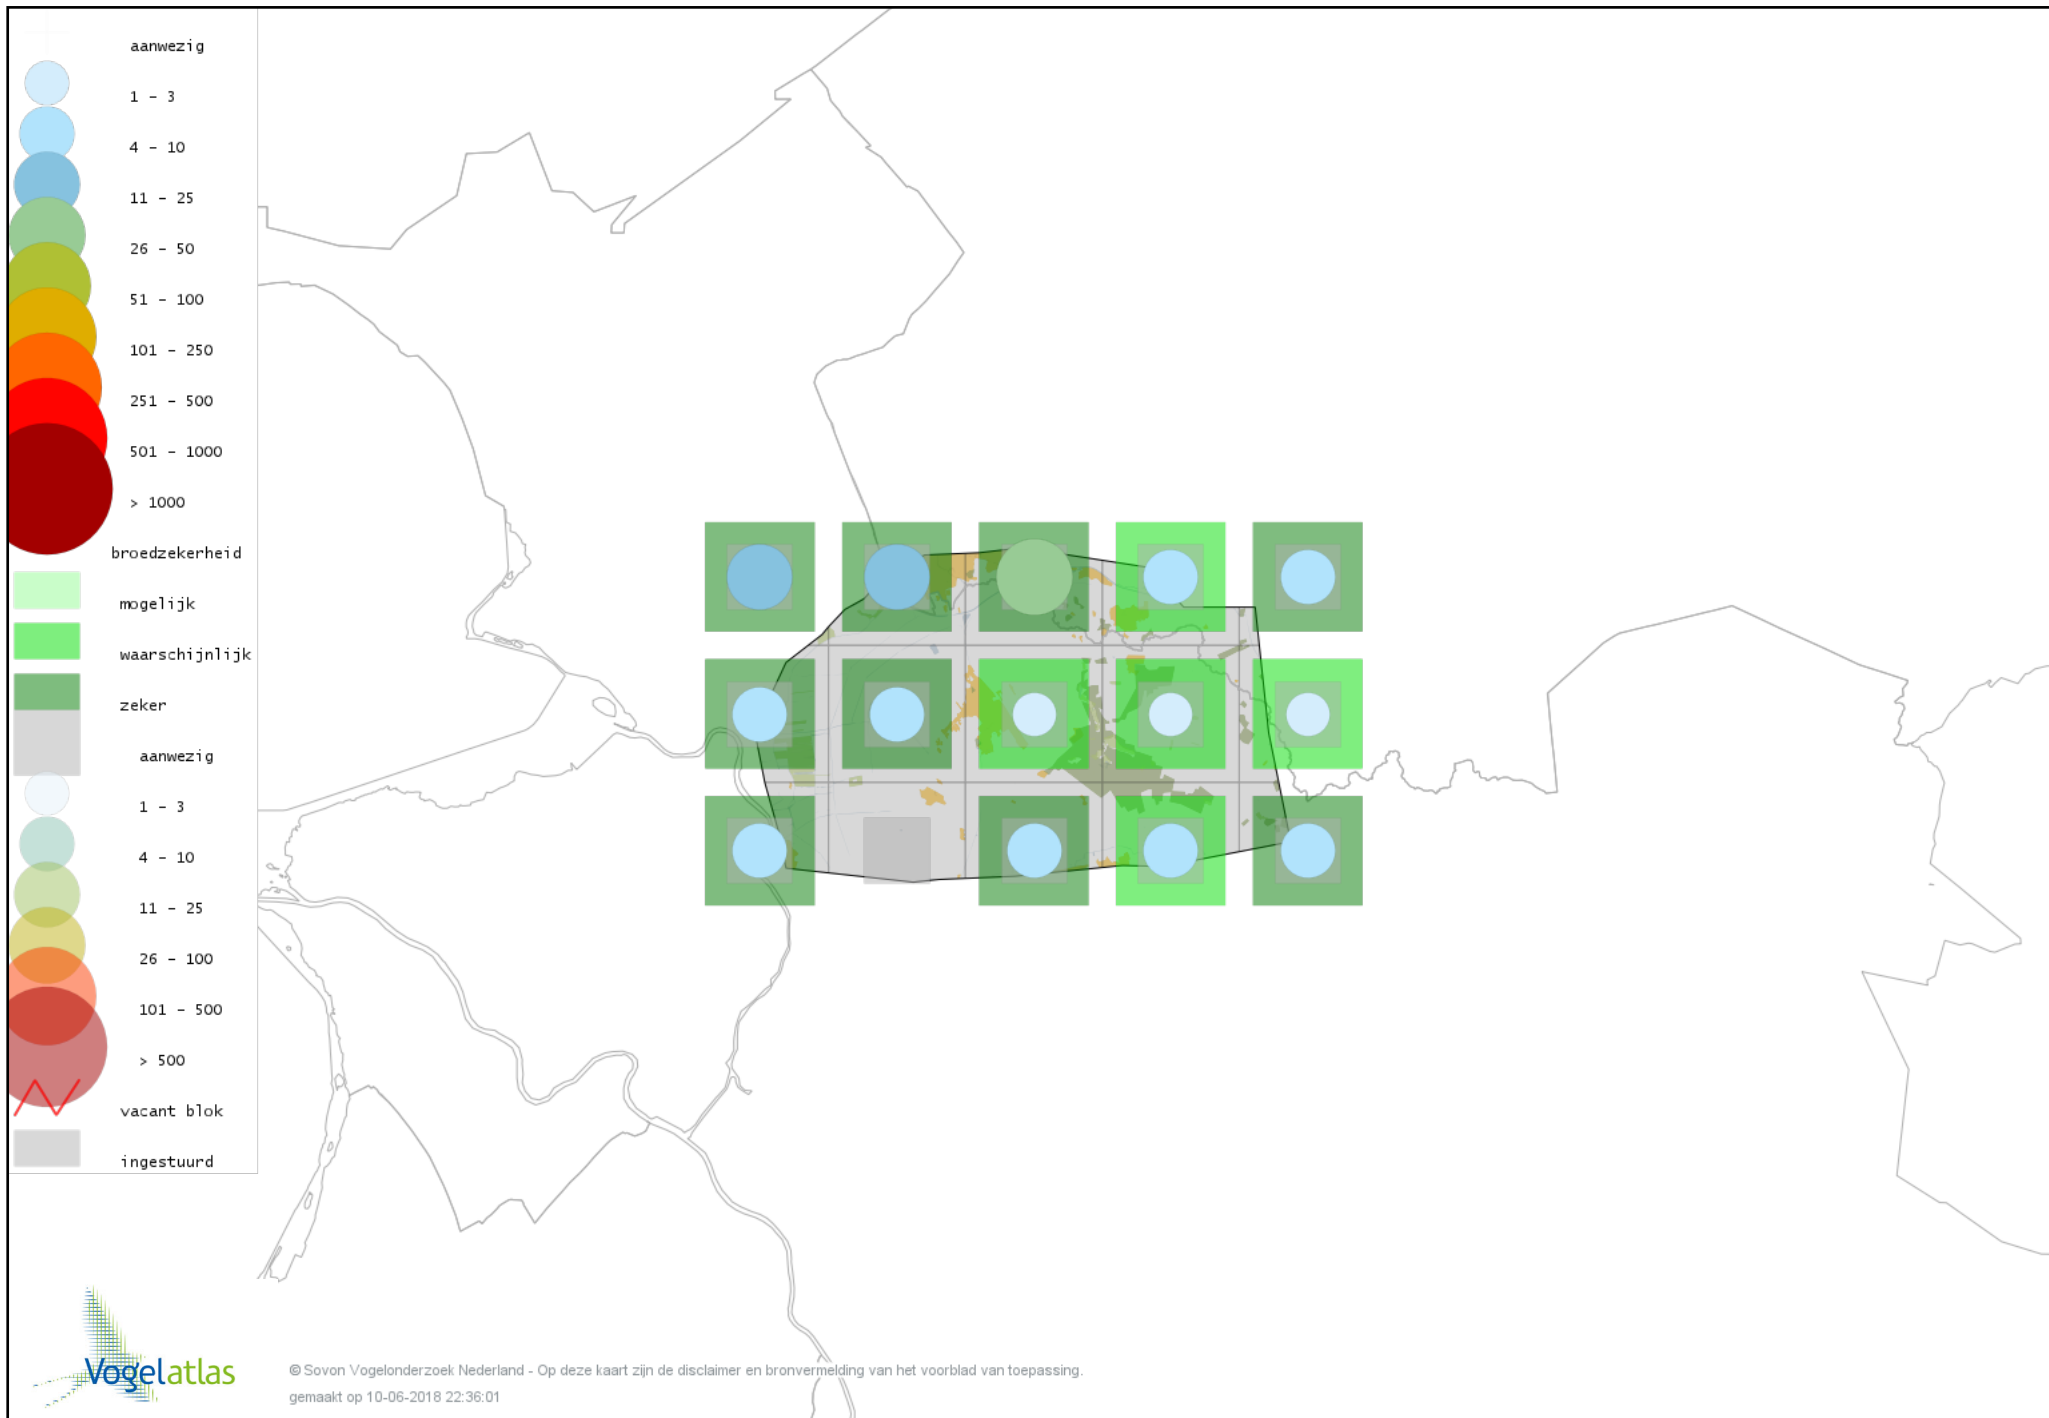 aanwezig
1 - 3
4 - 10
11 - 25
26 - 50
51 - 100
101 - 250
251 - 500
501 - 1000
> 1000
broedzekerheid
mogelijk
waarschijnlijk
zeker
aanwezig
1 - 3
4 - 10
11 - 25
26 - 100
101 - 500
> 500
vacant blok
ingestuurd
Vogelatlas
© Sovon Vogelonderzoek Nederland - Op deze kaart zijn de disclaimer en bronvermelding van het voorblad van toepassing.
gemaakt op 10-06-2018 22:36:01